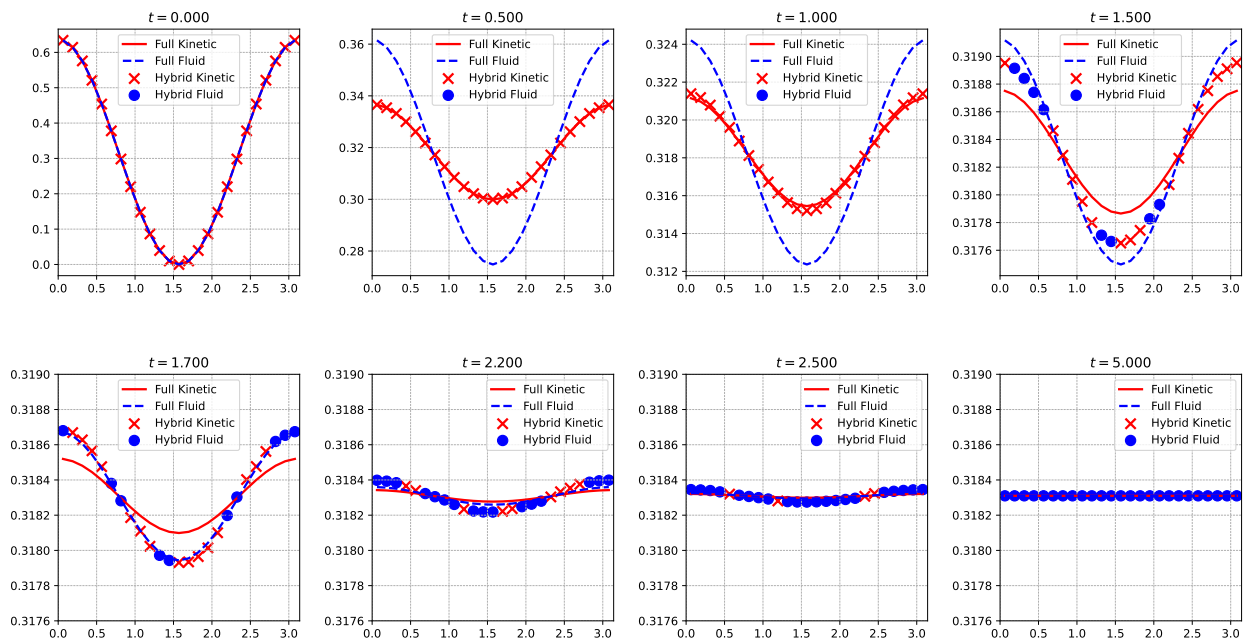 t = 0.000
0.6
0.5
0.4
0.3
0.2
0.1
0.0
Full Kinetic
Full Fluid
Hybrid Kinetic
Hybrid Fluid
0.0 0.5 1.0 1.5 2.0 2.5 3.0
t = 0.500
0.36
0.34
0.32
0.30
0.28
Full Kinetic
Full Fluid
Hybrid Kinetic
Hybrid Fluid
0.0 0.5 1.0 1.5 2.0 2.5 3.0
t = 1.000
0.324
0.322
0.320
0.318
0.316
0.314
0.312
Full Kinetic
Full Fluid
Hybrid Kinetic
Hybrid Fluid
0.0 0.5 1.0 1.5 2.0 2.5 3.0
t = 1.500
0.3190
0.3188
0.3186
0.3184
0.3182
0.3180
0.3178
0.3176
Full Kinetic
Full Fluid
Hybrid Kinetic
Hybrid Fluid
0.0 0.5 1.0 1.5 2.0 2.5 3.0
t = 1.700
0.3190
0.3188
0.3186
0.3184
0.3182
0.3180
0.3178
0.3176
Full Kinetic
Full Fluid
Hybrid Kinetic
Hybrid Fluid
0.0 0.5 1.0 1.5 2.0 2.5 3.0
t = 2.200
0.3190
0.3188
0.3186
0.3184
0.3182
0.3180
0.3178
0.3176
Full Kinetic
Full Fluid
Hybrid Kinetic
Hybrid Fluid
0.0 0.5 1.0 1.5 2.0 2.5 3.0
t = 2.500
0.3190
0.3188
0.3186
0.3184
0.3182
0.3180
0.3178
0.3176
Full Kinetic
Full Fluid
Hybrid Kinetic
Hybrid Fluid
0.0 0.5 1.0 1.5 2.0 2.5 3.0
t = 5.000
0.3190
0.3188
0.3186
0.3184
0.3182
0.3180
0.3178
0.3176
Full Kinetic
Full Fluid
Hybrid Kinetic
Hybrid Fluid
0.0 0.5 1.0 1.5 2.0 2.5 3.0